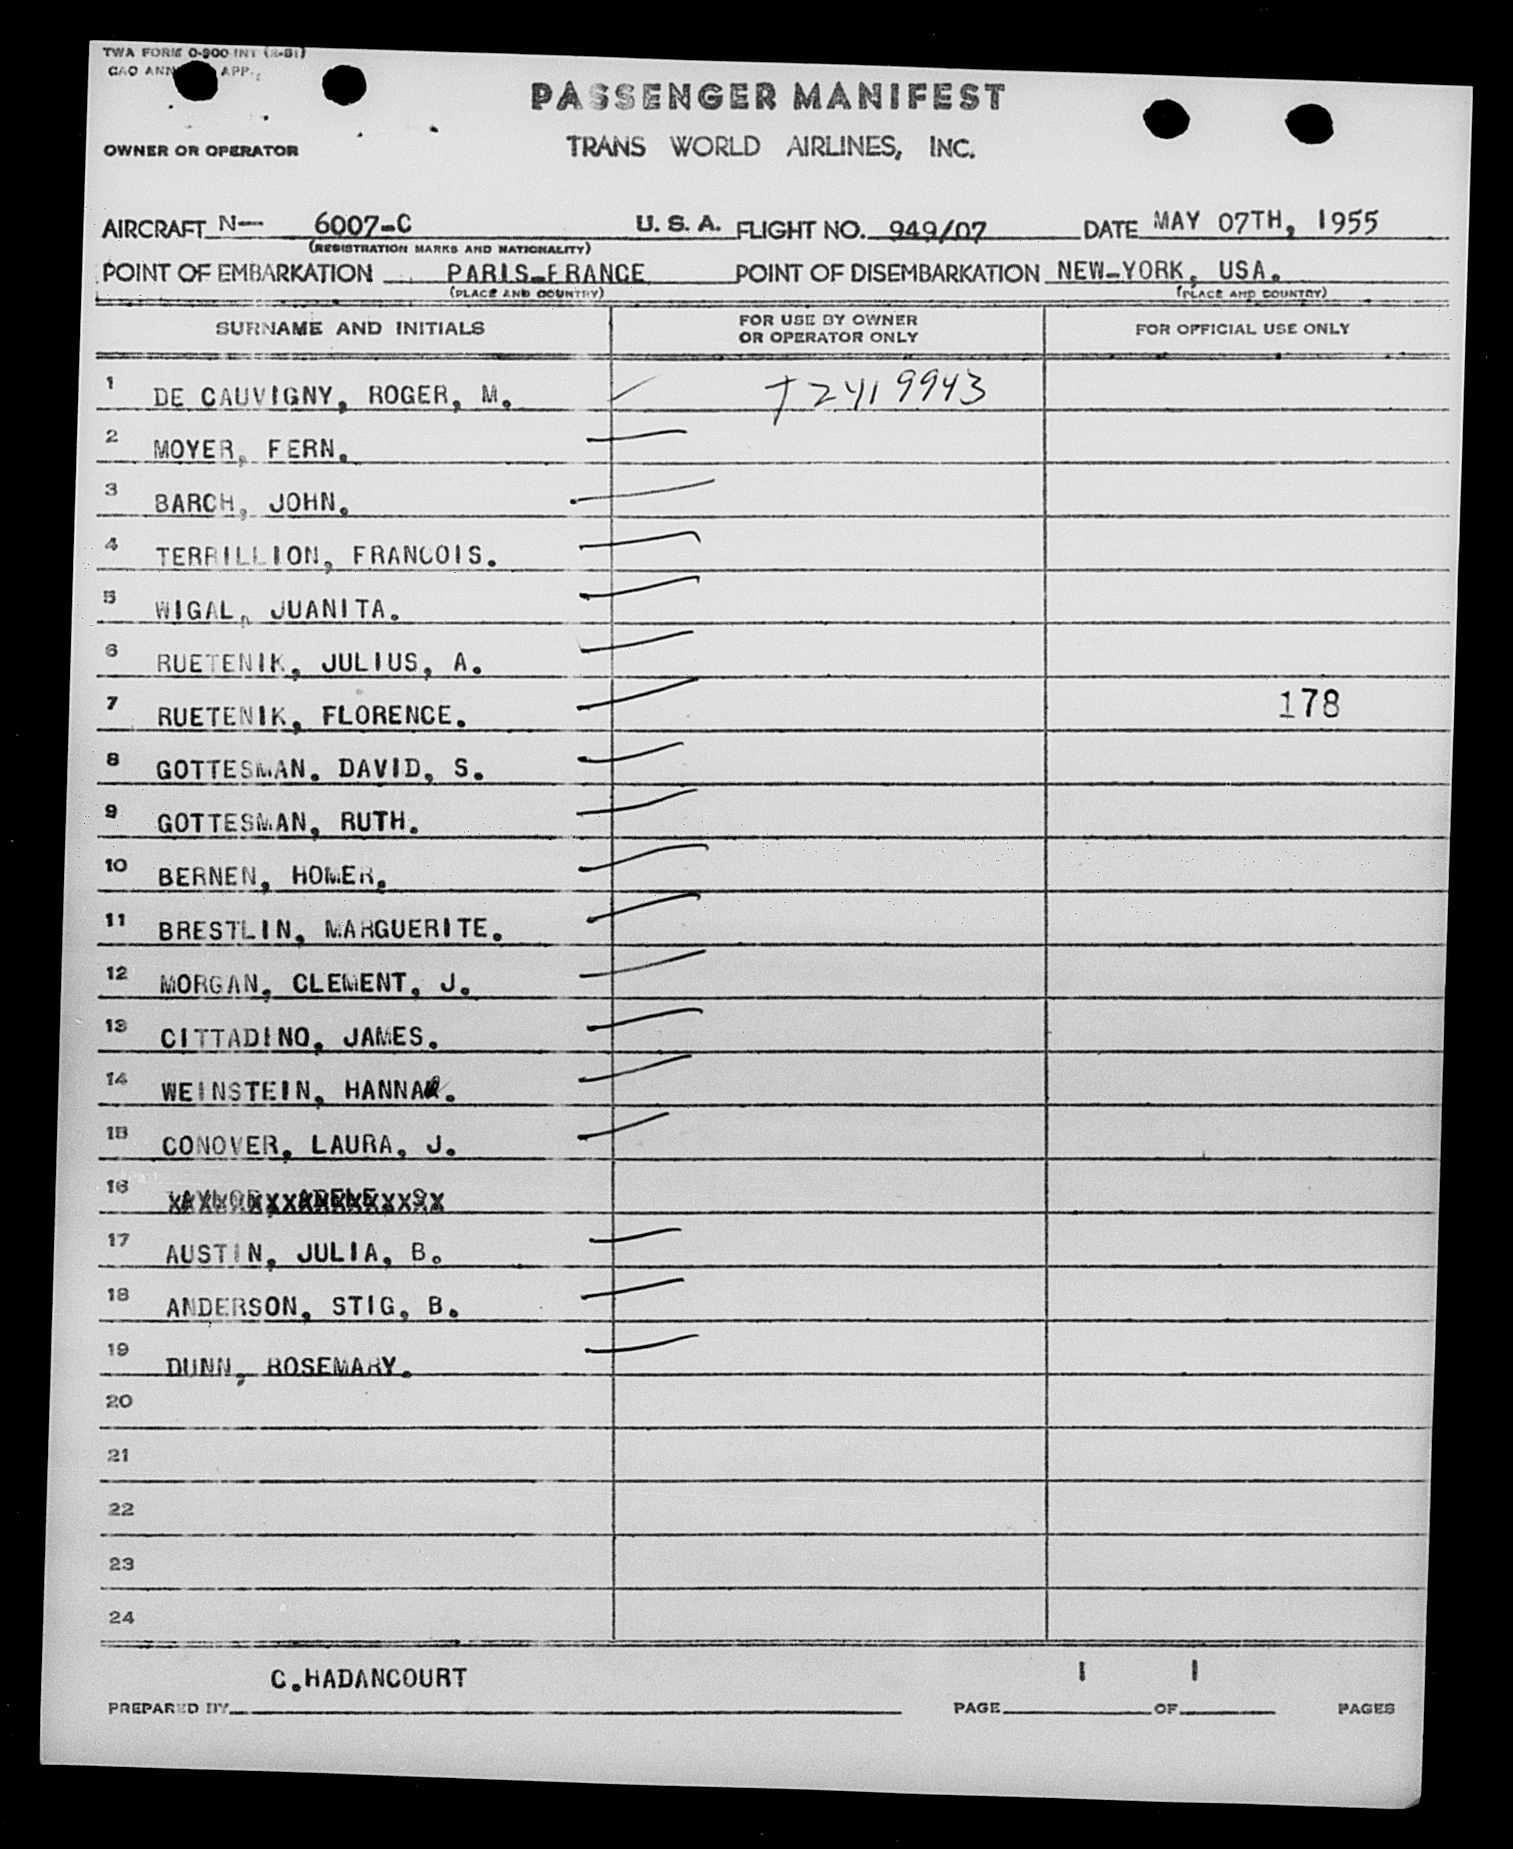 TWA FORM 0-900 INT
OWNER OR OPERATOR
PASSENGER MANIFEST
TRANS WORLD AIRLINES, INC.
AIRCRAFT N— 6007-C U. S. A. FLIGHT NO. 949/07 DATE MAY 07TH, 1955
(REGISTRATION MARKS AND NATIONALITY)
POINT OF EMBARKATION PARIS-FRANCE POINT OF DISEMBARKATION NEW-YORK, USA.
(PLACE AND COUNTRY) (PLACE AND COUNTRY)
SURNAME AND INITIALS FOR USE BY OWNER OR OPERATOR ONLY FOR OFFICIAL USE ONLY
1 DE CAUVIGNY, ROGER, M. T2419943
2 MOYER, FERN.
3 BARCH, JOHN.
4 TERRILLION, FRANCOIS.
5 WIGAL, JUANITA.
6 RUETENIK, JULIUS, A.
7 RUETENIK, FLORENCE. 178
8 GOTTESMAN. DAVID, S.
9 GOTTESMAN, RUTH.
10 BERNEN, HOMER.
11 BRESTLIN, MARGUERITE.
12 MORGAN, CLEMENT, J.
13 CITTADINO, JAMES.
14 WEINSTEIN, HANNAH.
15 CONOVER, LAURA, J.
16
17 AUSTIN, JULIA, B.
18 ANDERSON, STIG, B.
19 DUNN, ROSEMARY.
20
21
22
23
24
C.HADANCOURT 1 1
PREPARED BY PAGE OF PAGES